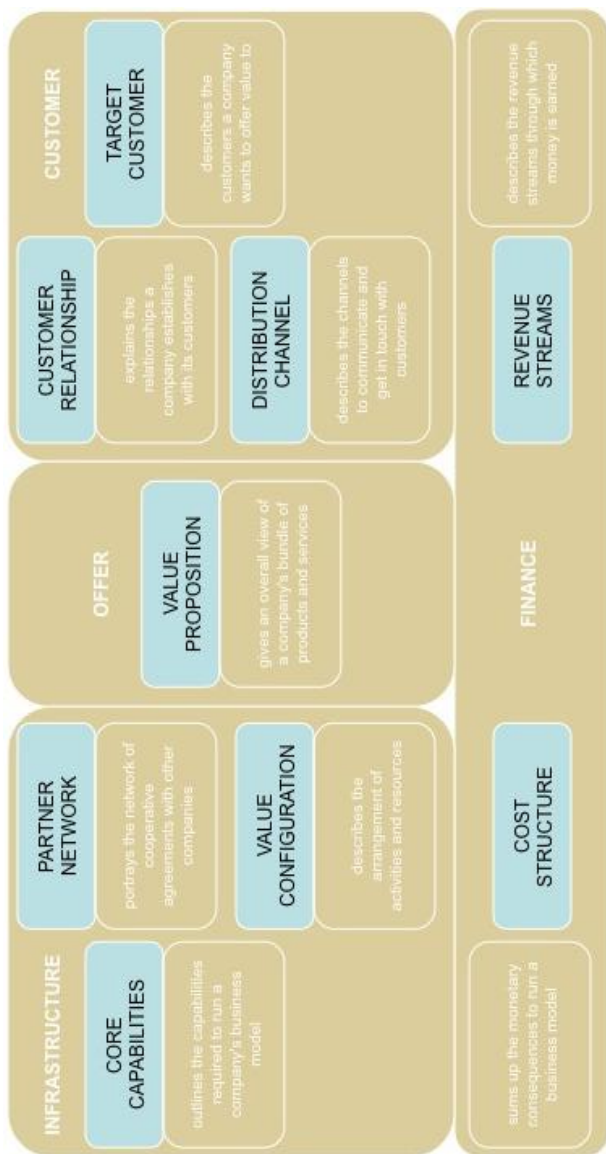 INFRASTRUCTURE
CORE
CAPABILITIES
outlines the capabilities
required to run a
company's business
model
PARTNER
NETWORK
portrays the network of
cooperative
agreements with other
companies
VALUE
CONFIGURATION
describes the
arrangement of
activities and resources
OFFER
VALUE
PROPOSITION
gives an overall view of
a company's bundle of
products and services
CUSTOMER
CUSTOMER
RELATIONSHIP
explains the
relationships a
company establishes
with its customers
DISTRIBUTION
CHANNEL
describes the channels
to communicate and
get in touch with
customers
TARGET
CUSTOMER
describes the
customers a company
wants to offer value to
sums up the monetary
consequences to run a
business model
COST
STRUCTURE
FINANCE
REVENUE
STREAMS
describes the revenue
streams through which
money is earned